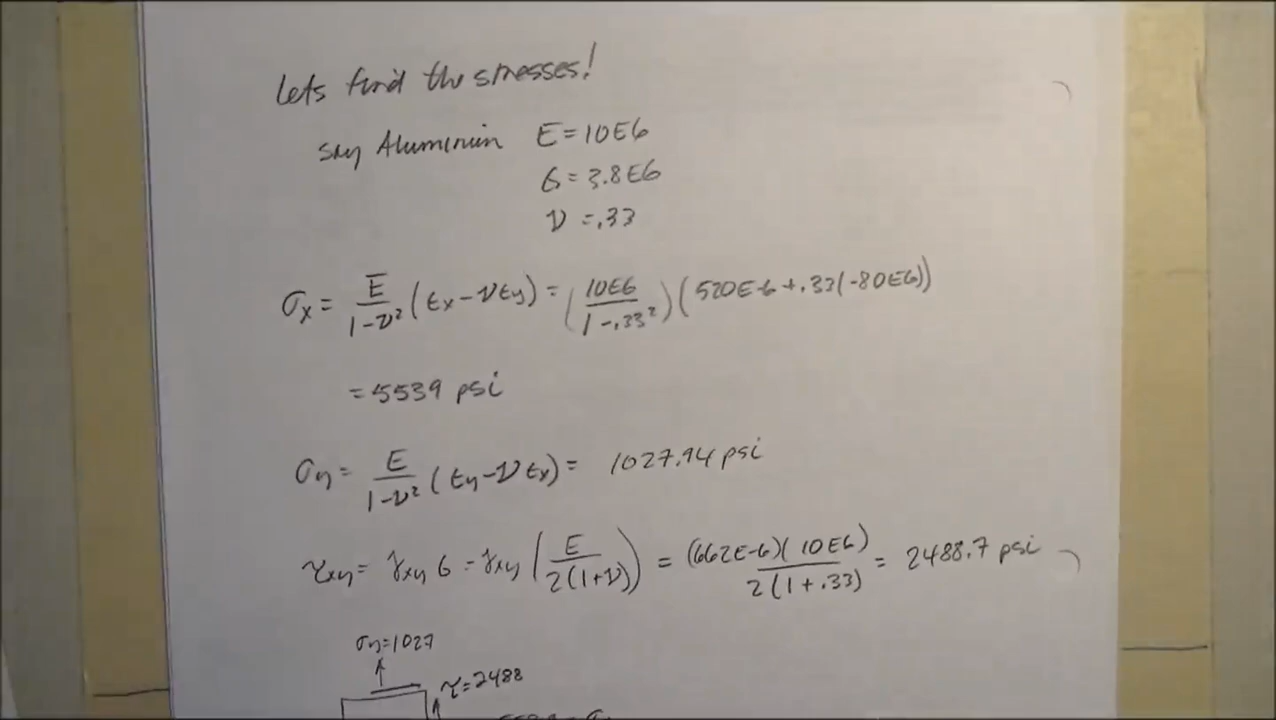 Lets find the stresses!
say Aluminum E=10E6
G=3.8E6
ν=.33
σx = E/1-ν² (εx-νεy) = (10E6/1-.33²)(520E-6+.33(-80E6))
=5539 psi
σy= E/1-ν² (εy-νεx)= 1027.94 psi
τxy= γxy G = γxy (E/2(1+ν)) = (662E-6)(10E6)/2(1+.33) = 2488.7 psi
σy=1027
τ=2488